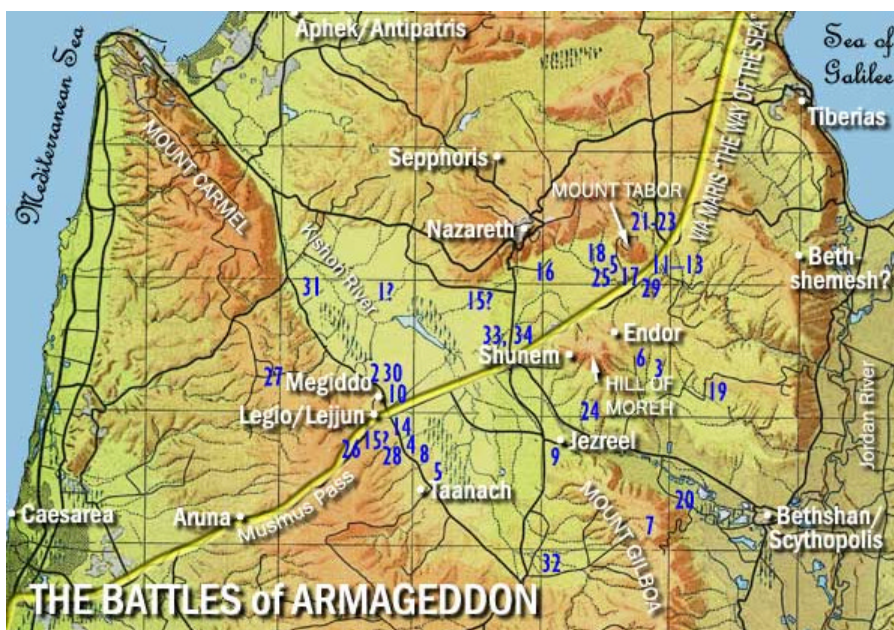 Aphek/Antipatris
Mediterranean Sea
Sea of
Galilee
VIA MARIS "THE WAY OF THE SEA"
Tiberias
MOUNT CARMEL
Sepphoris
MOUNT TABOR
21-23
Nazareth
Kishon River
18
5
11-13
Beth-
shemesh?
16
25
17
29
31
1?
15?
33,
34
Endor
Shunem
6
3
27
2
30
Megiddo
10
HILL OF
MOREH
19
Legio/Lejjun
24
14
15?
4
26
28
8
Jezreel
9
5
Jordan River
Taanach
Musmus Pass
MOUNT GILBOA
20
7
Caesarea
Aruna
Bethshan/
Scythopolis
32
THE BATTLES of ARMAGEDDON